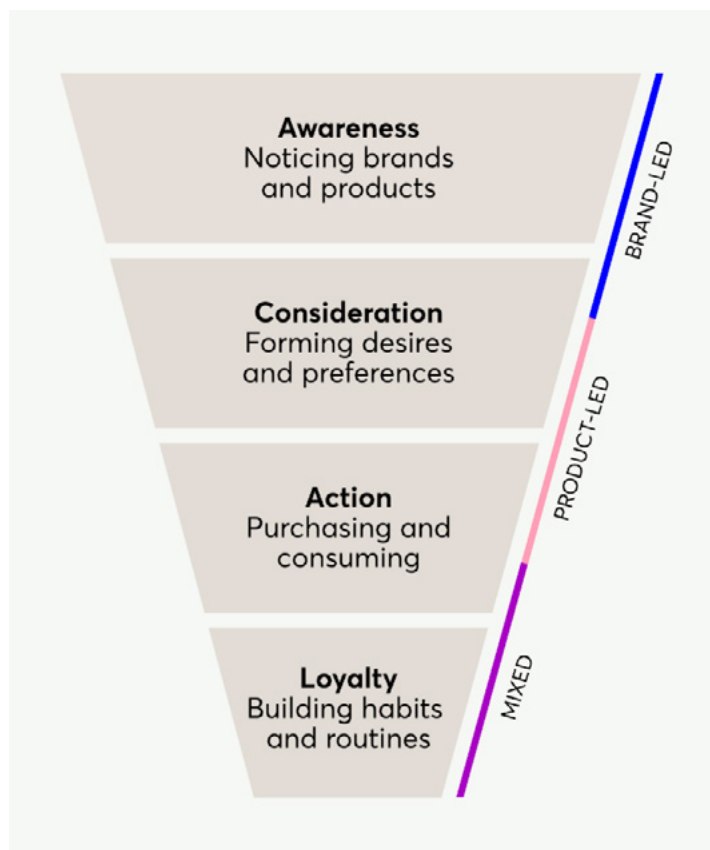 Awareness
Noticing brands
and products
BRAND-LED
Consideration
Forming desires
and preferences
PRODUCT-LED
Action
Purchasing and
consuming
Loyalty
Building habits
and routines
MIXED